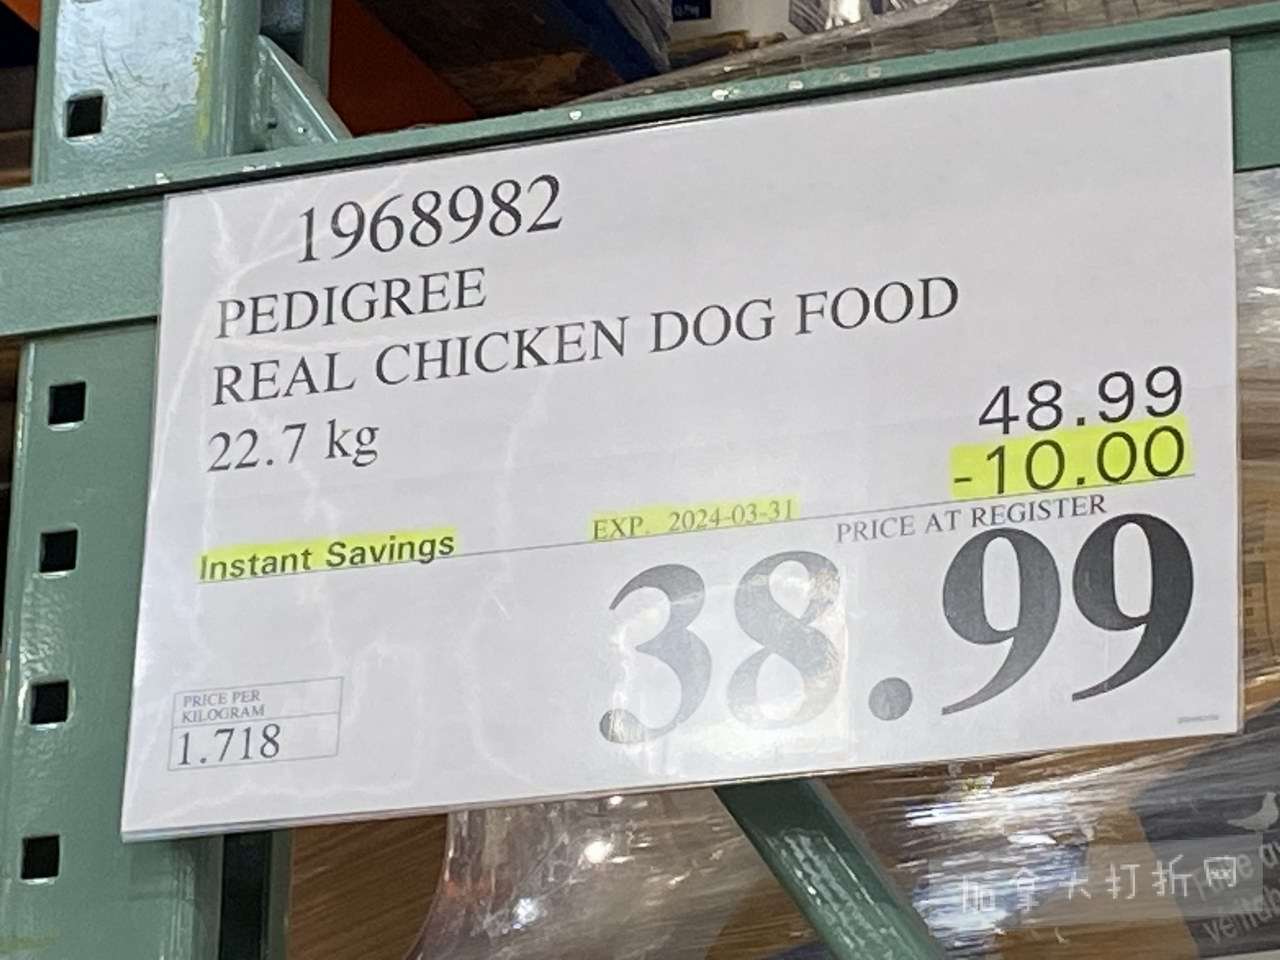 1968982
PEDIGREE
REAL CHICKEN DOG FOOD
22.7 kg
48.99
-10.00
Instant Savings
EXP. 2024-03-31
PRICE AT REGISTER
38.99
PRICE PER
KILOGRAM
1.718
加拿大打折网